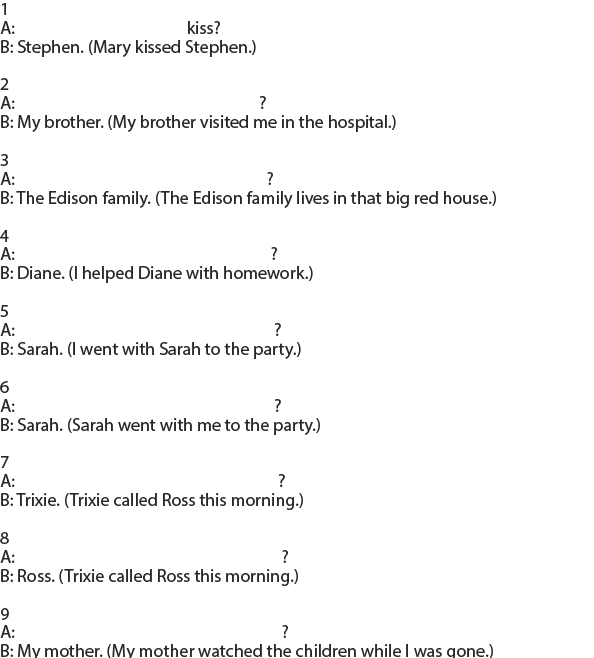 1
A: kiss?
B: Stephen. (Mary kissed Stephen.)
2
A: ?
B: My brother. (My brother visited me in the hospital.)
3
A: ?
B: The Edison family. (The Edison family lives in that big red house.)
4
A: ?
B: Diane. (I helped Diane with homework.)
5
A: ?
B: Sarah. (I went with Sarah to the party.)
6
A: ?
B: Sarah. (Sarah went with me to the party.)
7
A: ?
B: Trixie. (Trixie called Ross this morning.)
8
A: ?
B: Ross. (Trixie called Ross this morning.)
9
A: ?
B: My mother. (My mother watched the children while I was gone.)